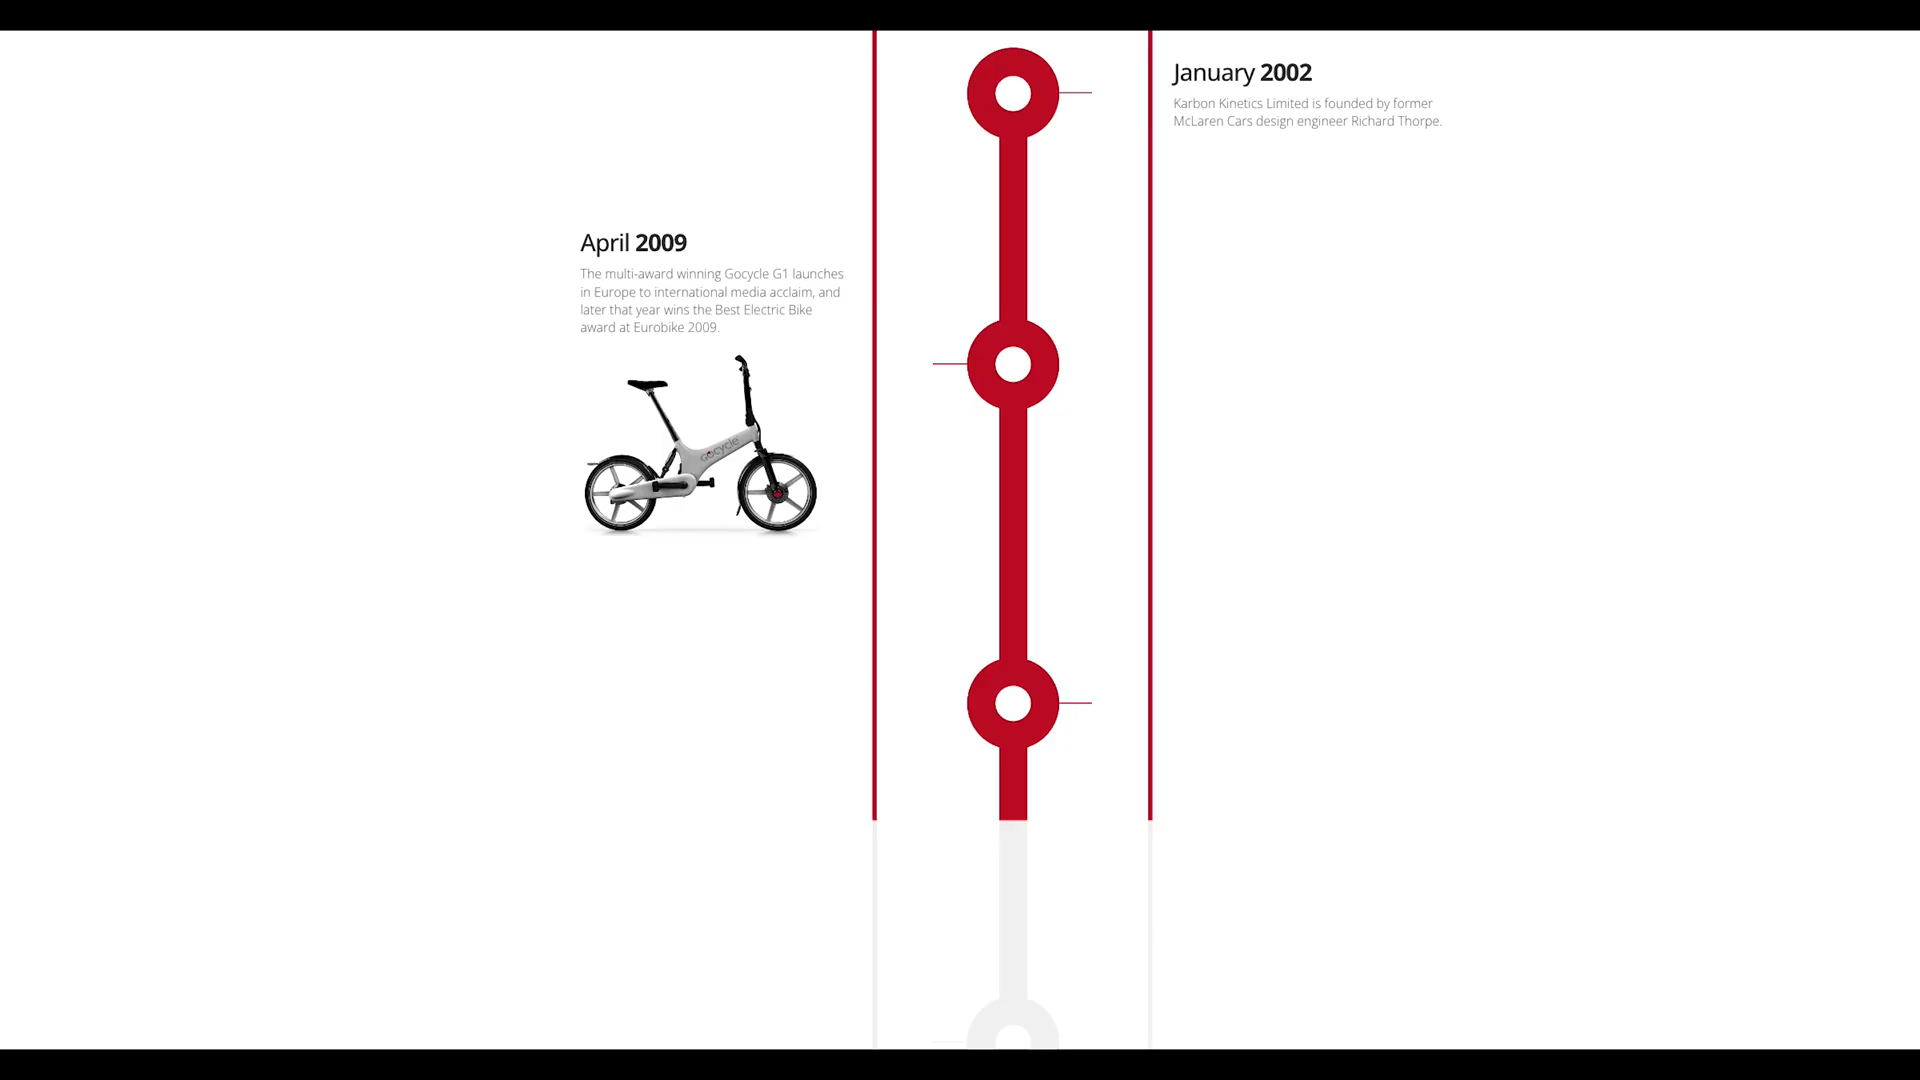 January 2002
Karbon Kinetics Limited is founded by former
McLaren Cars design engineer Richard Thorpe.
April 2009
The multi-award winning Gocycle G1 launches
in Europe to international media acclaim, and
later that year wins the Best Electric Bike
award at Eurobike 2009.
Gocycle